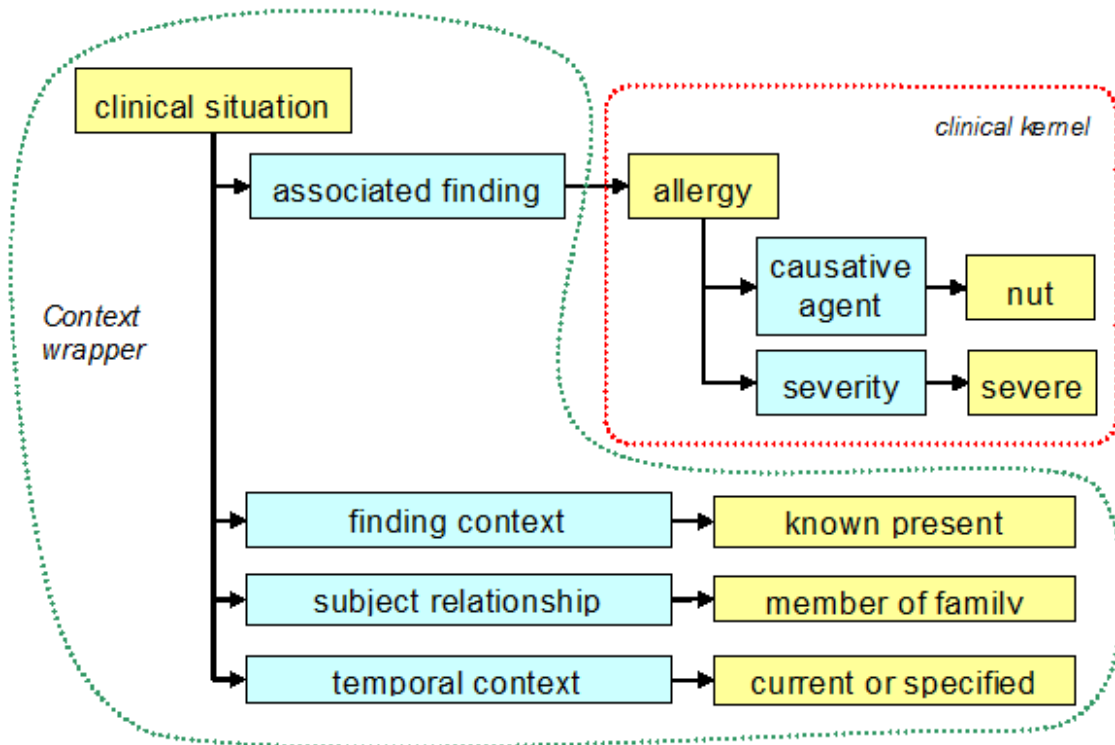 clinical situation
clinical kernel
associated finding
allergy
causative
agent
nut
Context
wrapper
severity
severe
finding context
known present
subject relationship
member of family
temporal context
current or specified